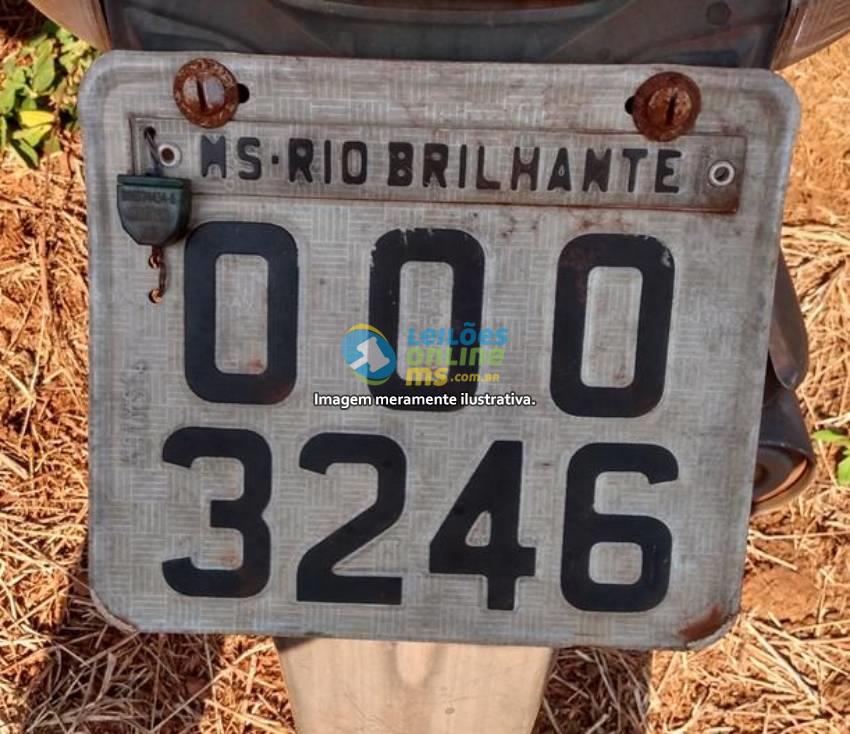 MS·RIO BRILHANTE
OOO
LEILÕES
ONLINE
MS.COM.BR
Imagem meramente ilustrativa.
3246